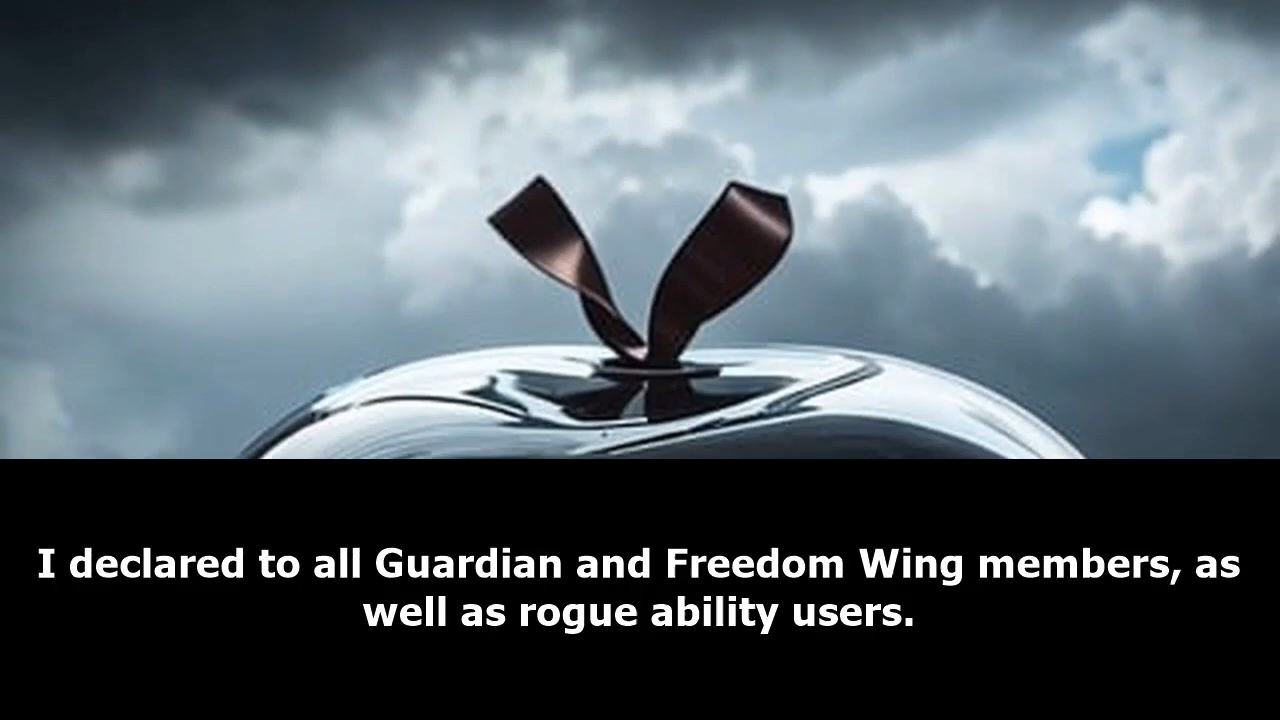 I declared to all Guardian and Freedom Wing members, as
well as rogue ability users.